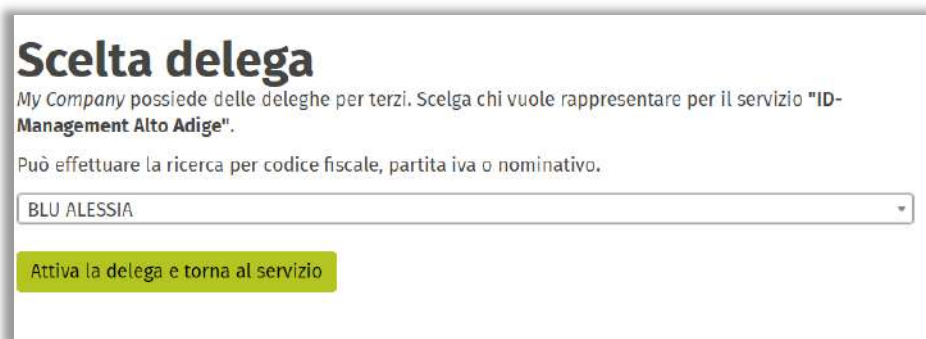 Scelta delega
My Company possiede delle deleghe per terzi. Scelga chi vuole rappresentare per il servizio "ID-
Management Alto Adige".
Può effettuare la ricerca per codice fiscale, partita iva o nominativo.
BLU ALESSIA
Attiva la delega e torna al servizio